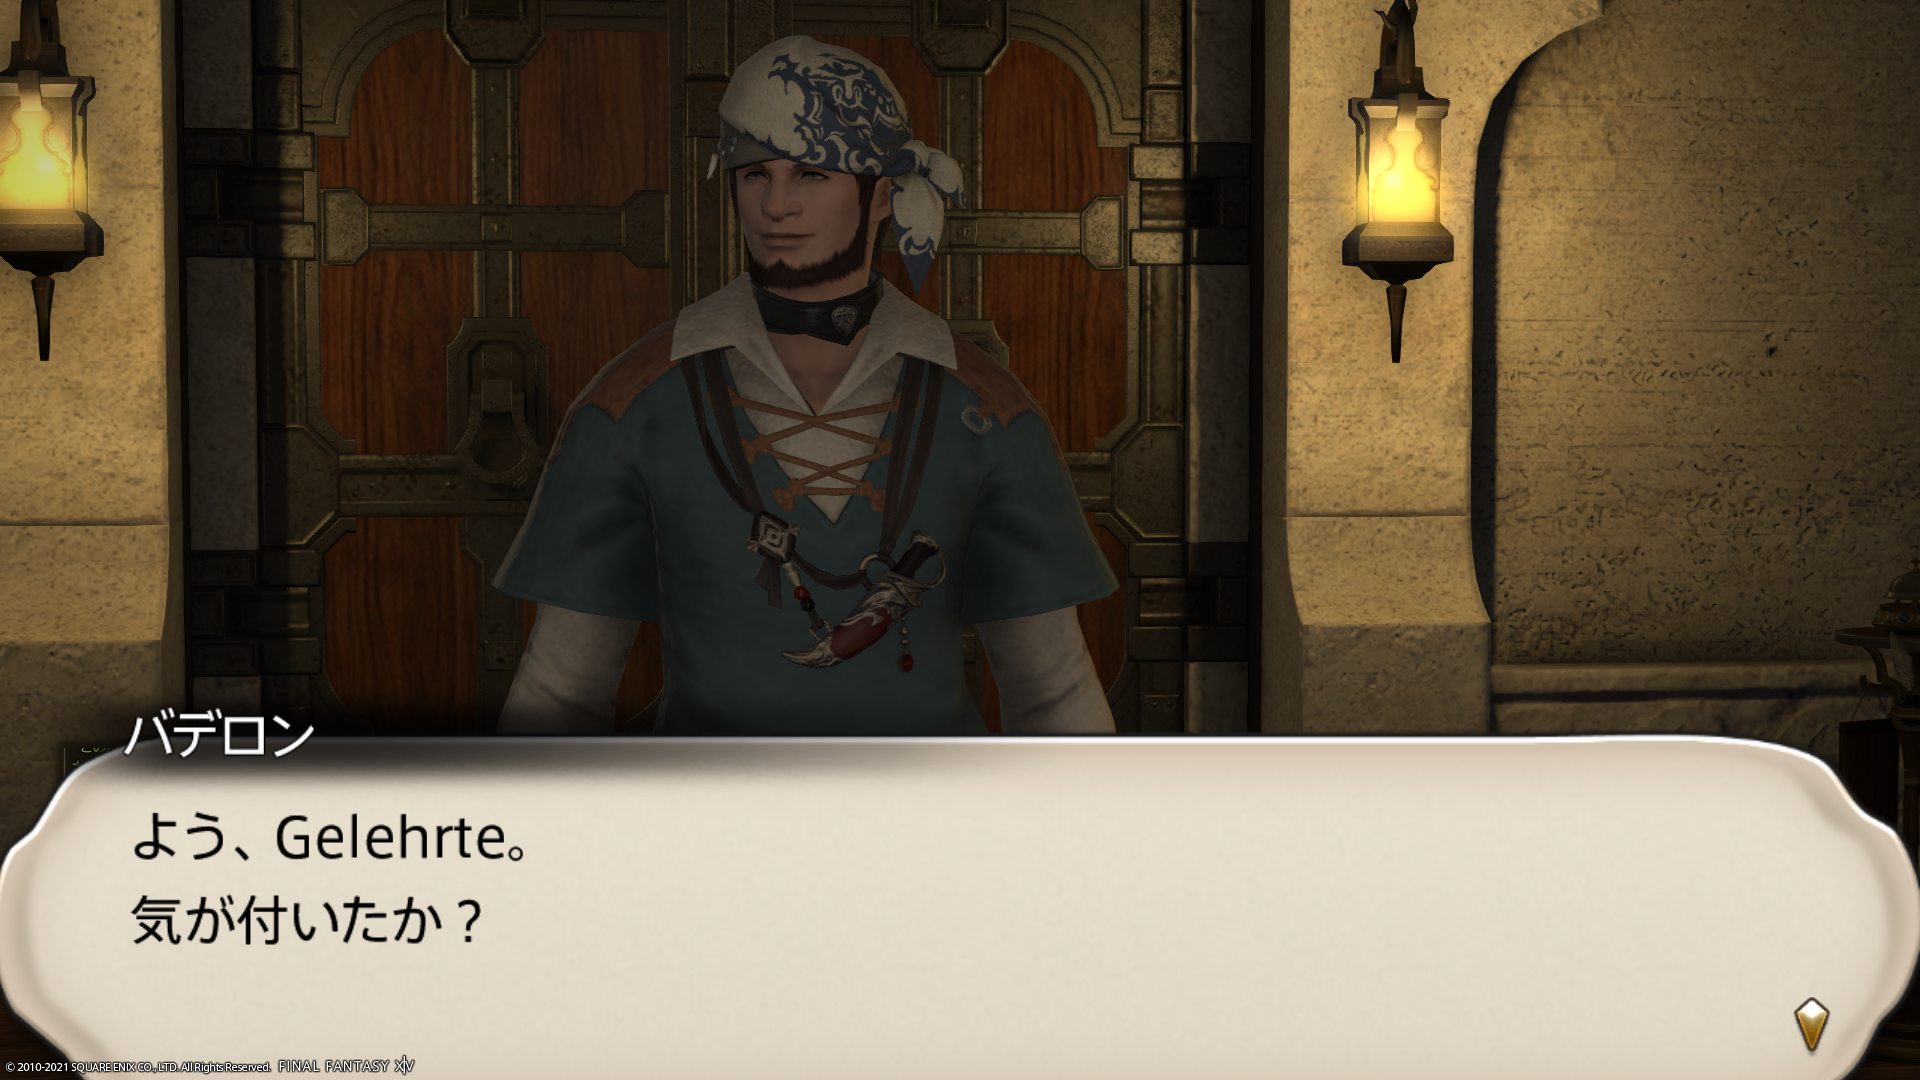 バデロン
よう、Gelehrte。
気が付いたか？
© 2010-2021 SQUARE ENIX CO., LTD. All Rights Reserved. FINAL FANTASY XIV